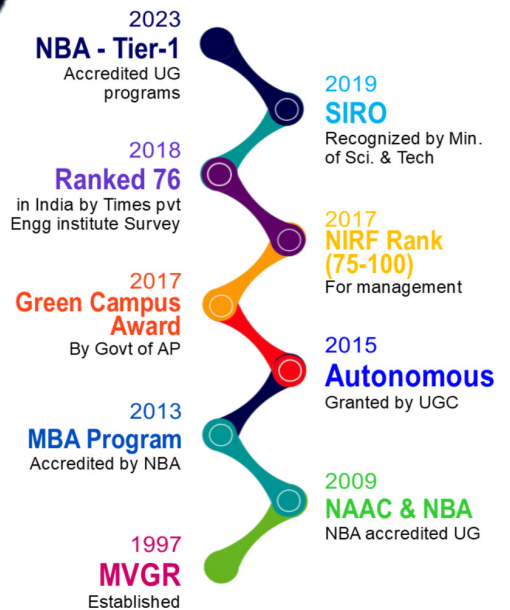 2023
NBA - Tier-1
Accredited UG
programs
2019
SIRO
Recognized by Min.
of Sci. & Tech
2018
Ranked 76
in India by Times pvt
Engg institute Survey
2017
NIRF Rank
(75-100)
For management
2017
Green Campus
Award
By Govt of AP
2015
Autonomous
Granted by UGC
2013
MBA Program
Accredited by NBA
2009
NAAC & NBA
NBA accredited UG
1997
MVGR
Established